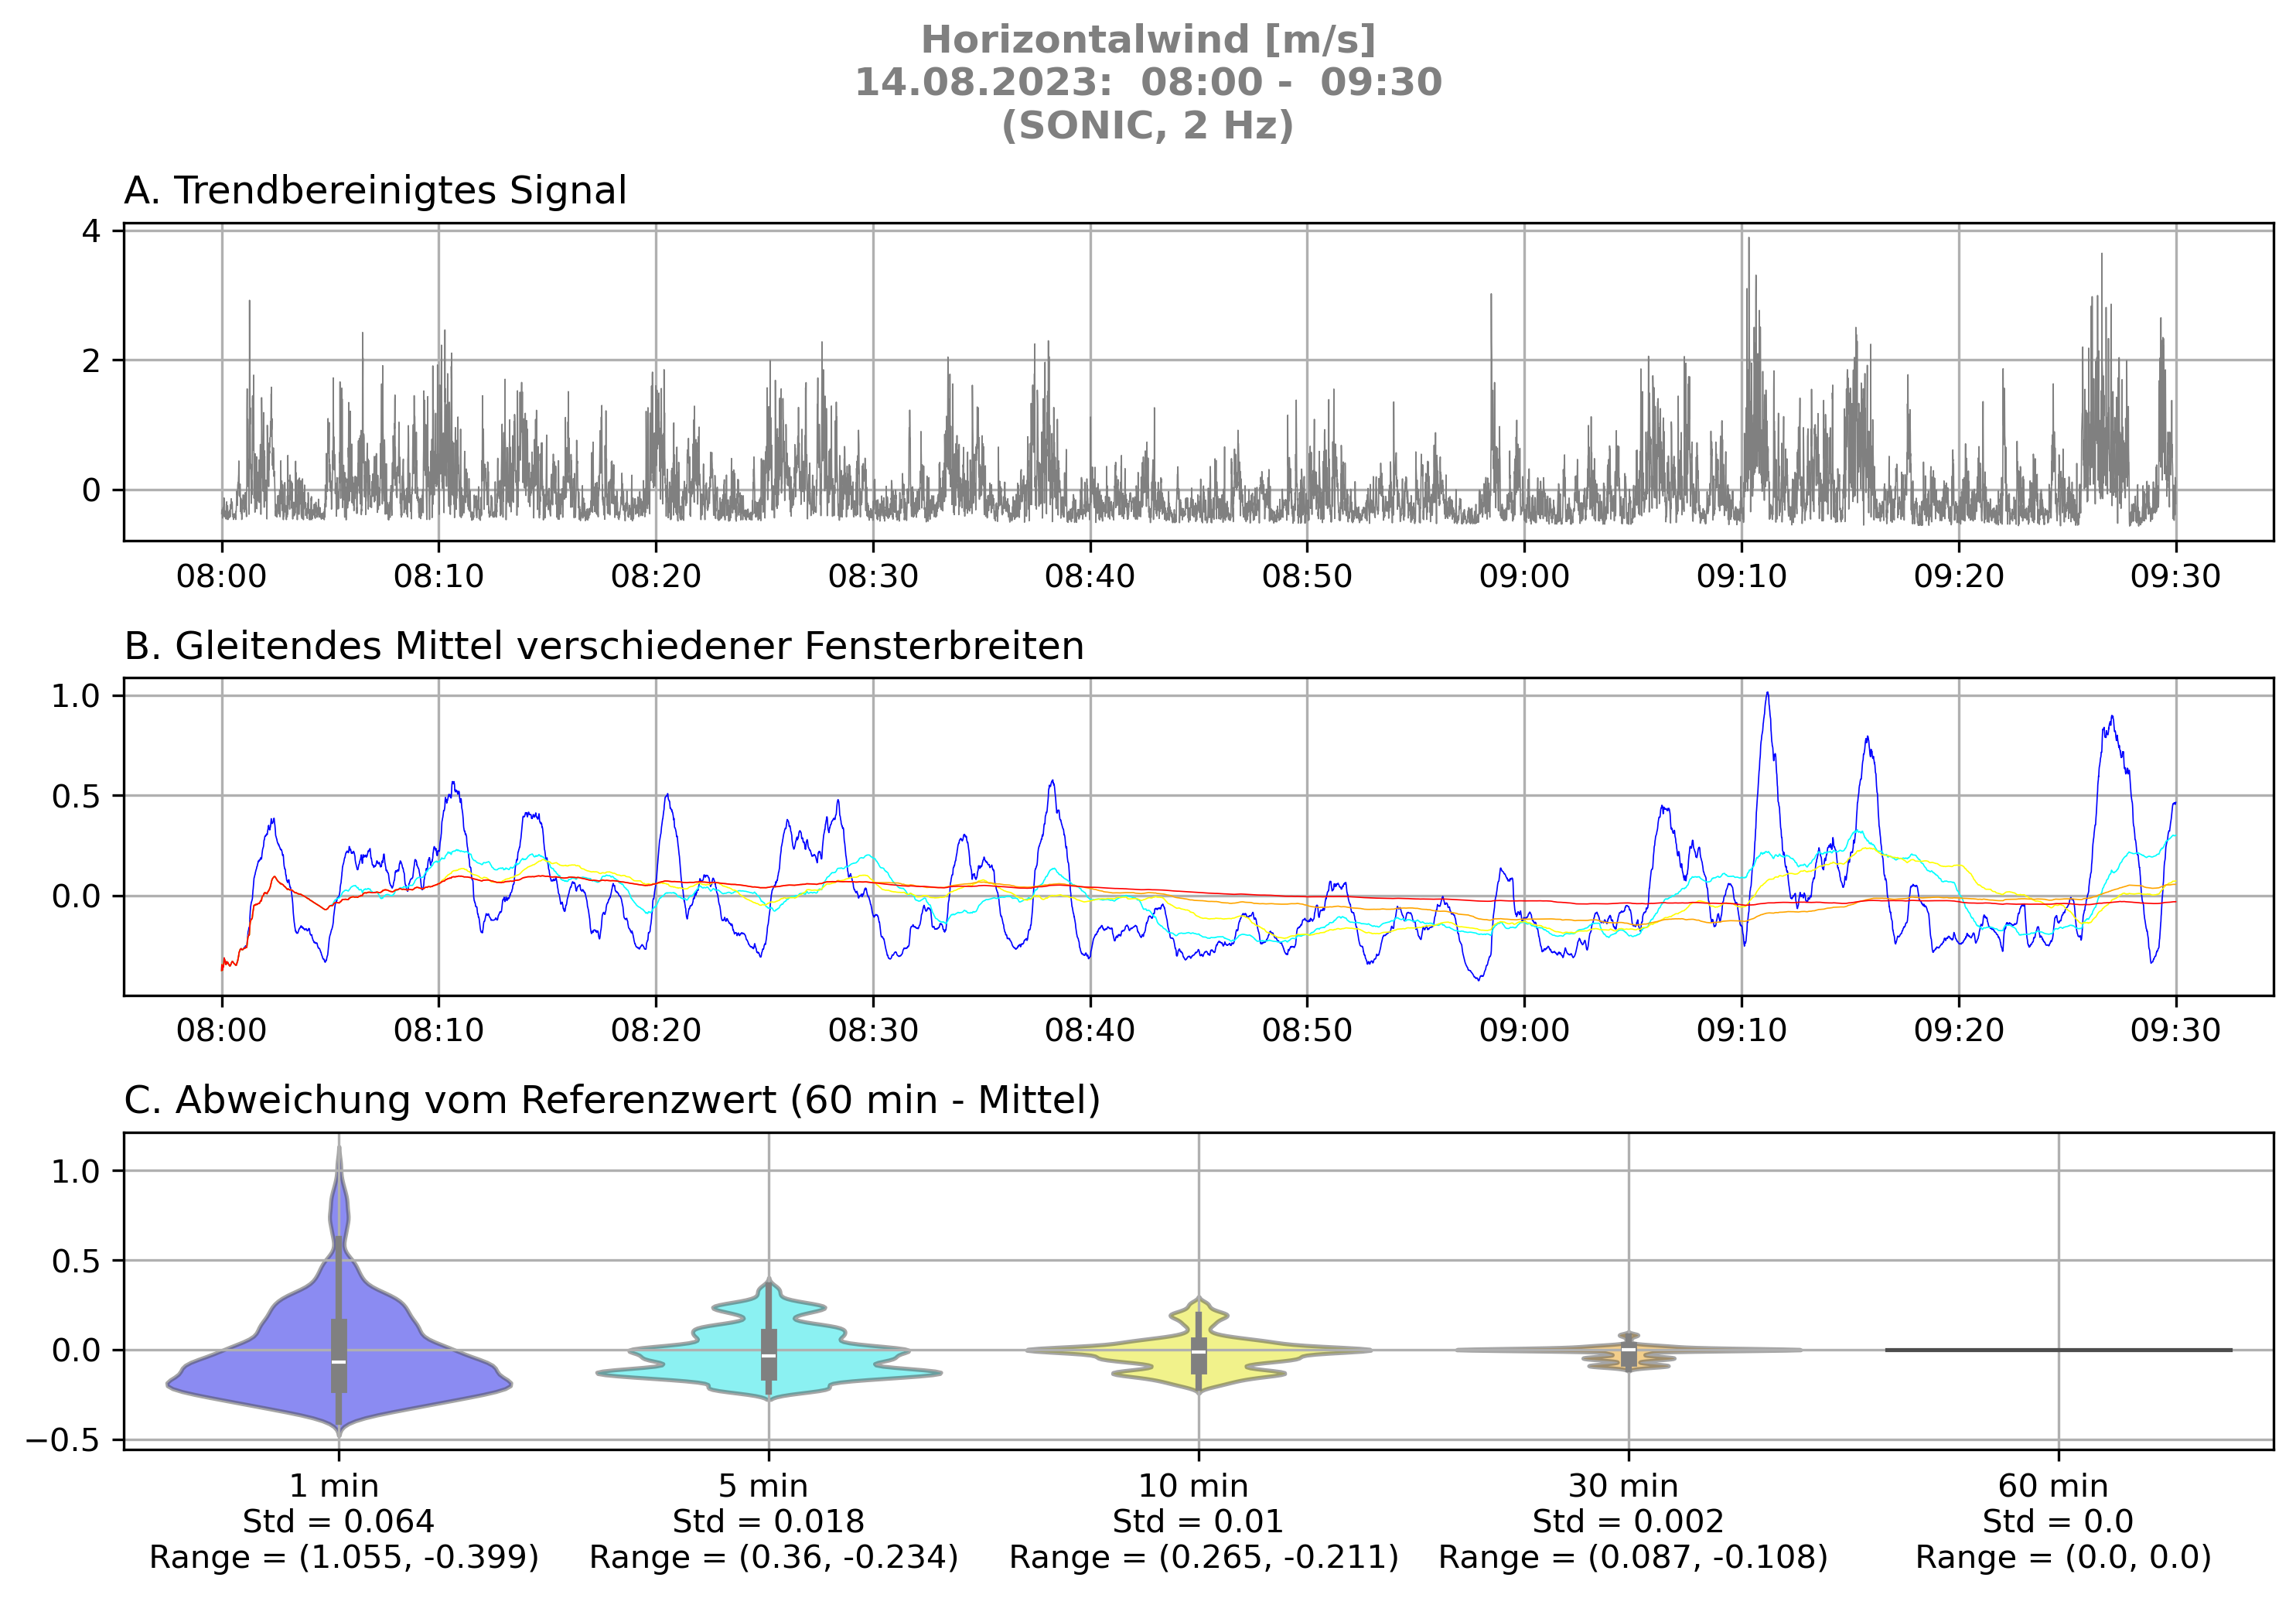 Horizontalwind [m/s]
14.08.2023:  08:00 -  09:30
(SONIC, 2 Hz)
A. Trendbereinigtes Signal
4
2
0
08:00 08:10 08:20 08:30 08:40 08:50 09:00 09:10 09:20 09:30
B. Gleitendes Mittel verschiedener Fensterbreiten
1.0
0.5
0.0
08:00 08:10 08:20 08:30 08:40 08:50 09:00 09:10 09:20 09:30
C. Abweichung vom Referenzwert (60 min - Mittel)
1.0
0.5
0.0
−0.5
1 min 5 min 10 min 30 min 60 min
Std = 0.064 Std = 0.018 Std = 0.01 Std = 0.002 Std = 0.0
Range = (1.055, -0.399) Range = (0.36, -0.234) Range = (0.265, -0.211) Range = (0.087, -0.108) Range = (0.0, 0.0)